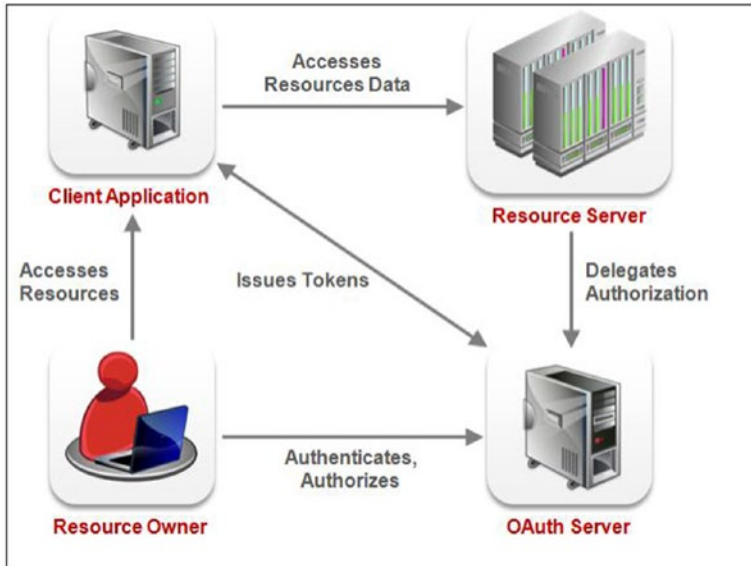 Accesses
Resources Data
Client Application
Resource Server
Accesses
Resources
Issues Tokens
Delegates
Authorization
Authenticates,
Authorizes
Resource Owner
OAuth Server